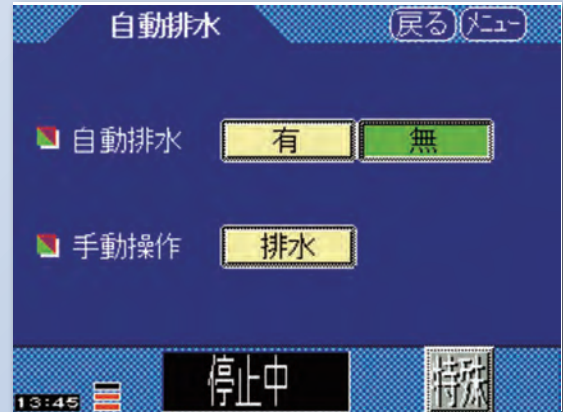 自動排水 戻る メニュー
自動排水 有 無
手動操作 排水
13:45 停止中 特殊